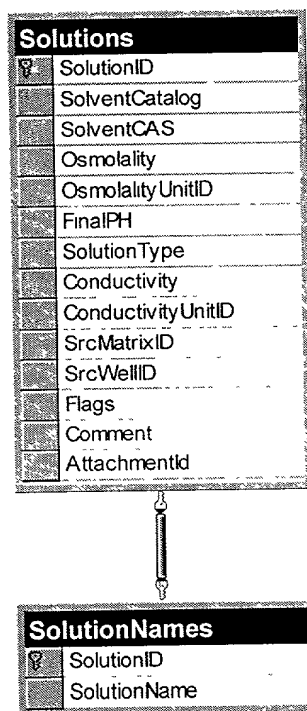 Solutions
SolutionID
SolventCatalog
SolventCAS
Osmolality
OsmolalityUnitID
FinalPH
SolutionType
Conductivity
ConductivityUnitID
SrcMatrixID
SrcWellID
Flags
Comment
AttachmentId
SolutionNames
SolutionID
SolutionName